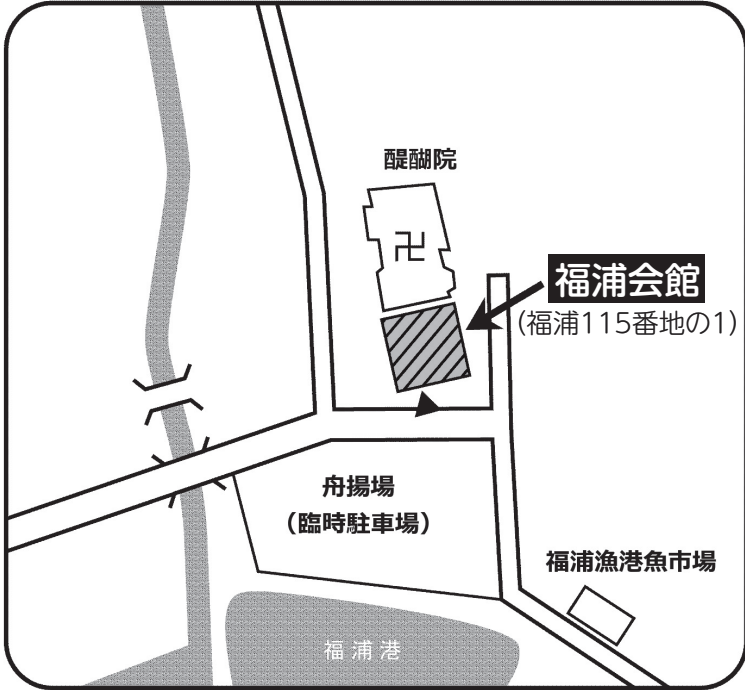 醍醐院
卍
福浦会館
(福浦115番地の1)
舟揚場
(臨時駐車場)
福浦漁港魚市場
福浦港